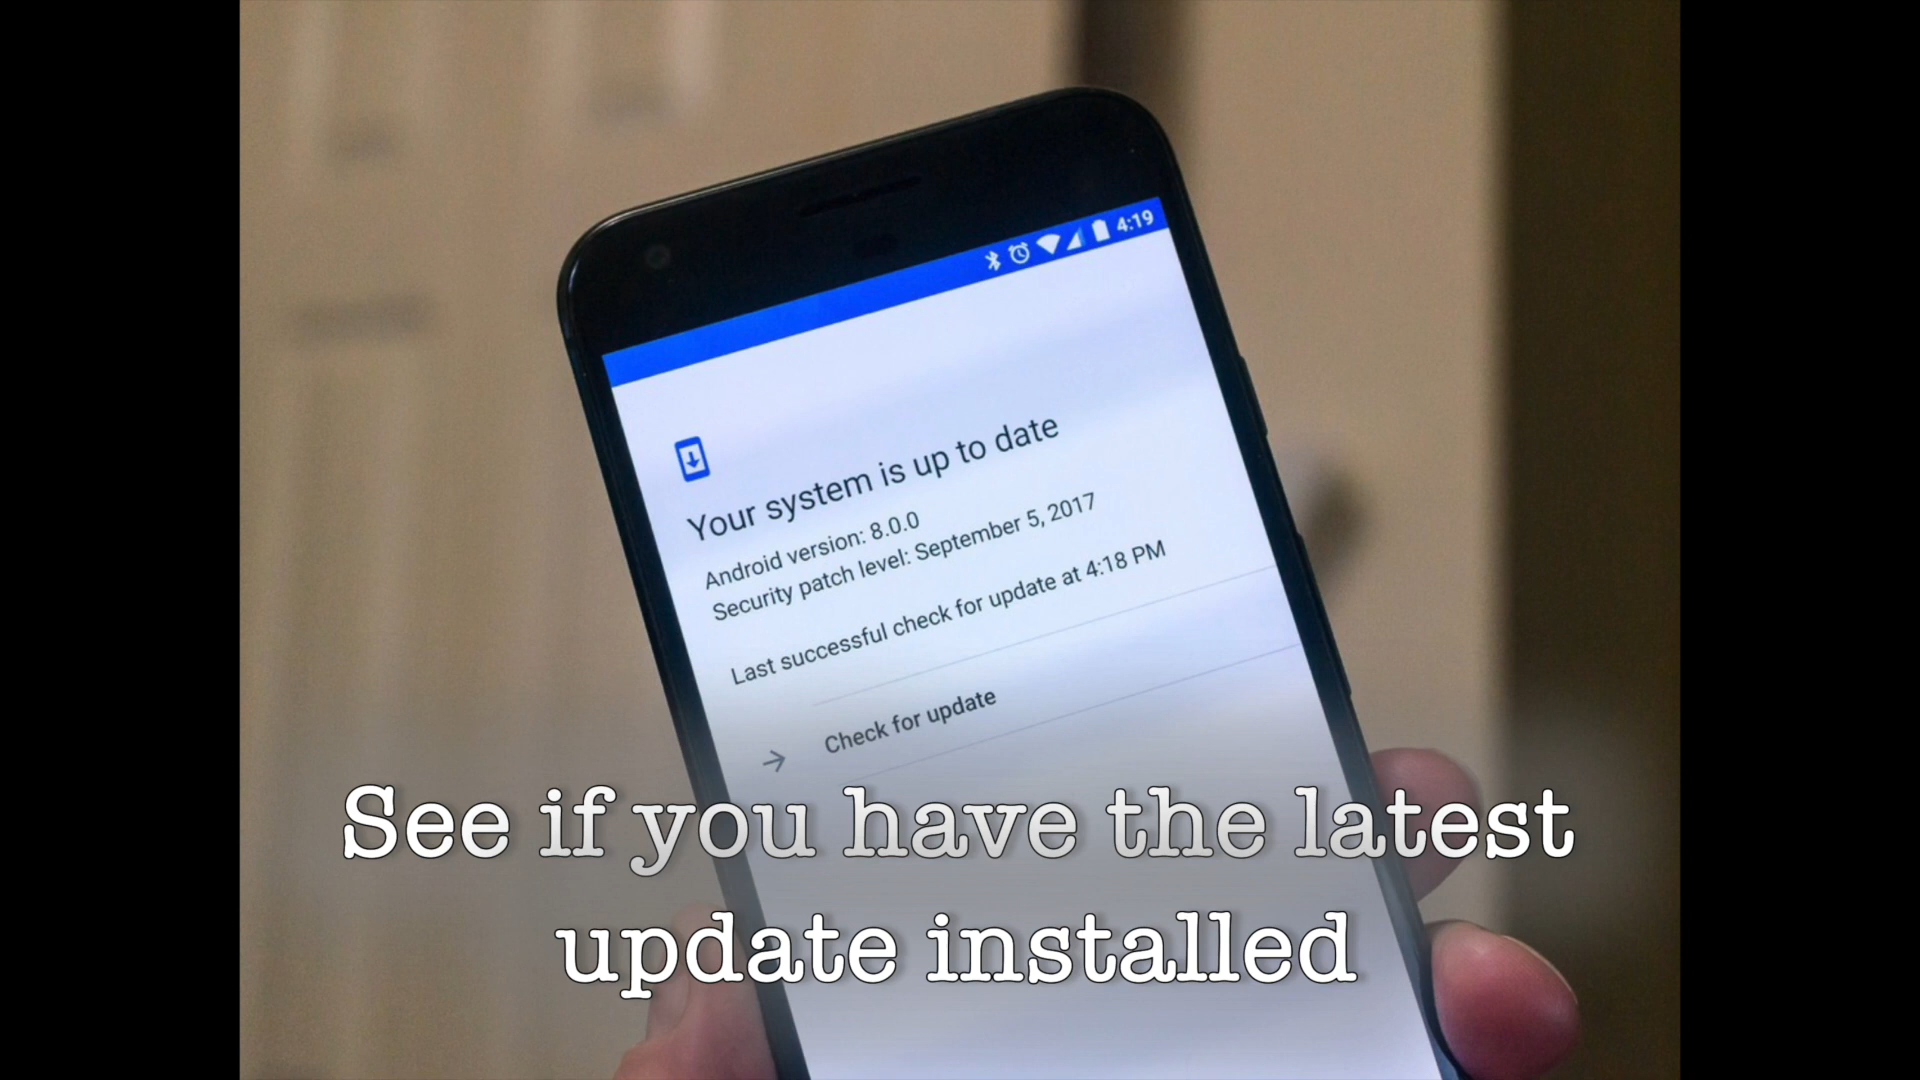 4:19
Your system is up to date
Android version: 8.0.0
Security patch level: September 5, 2017
Last successful check for update at 4:18 PM
Check for update
See if you have the latest
update installed